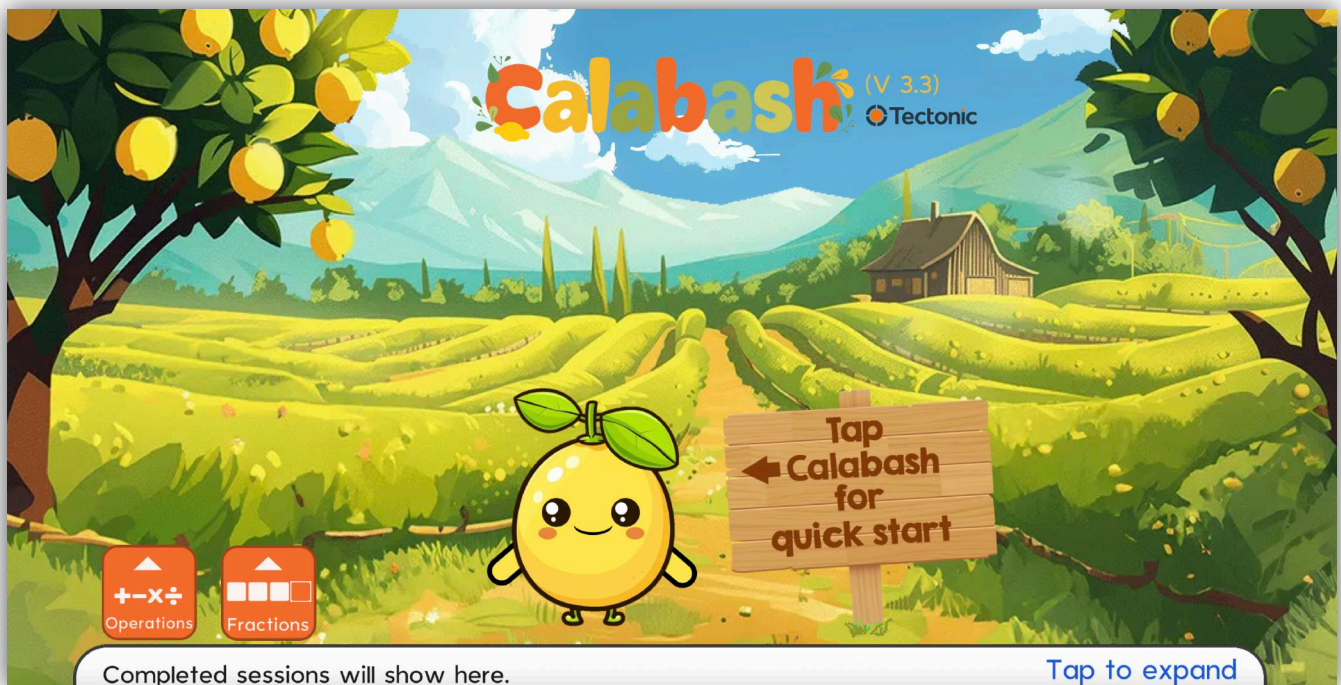 Calabash (V 3.3)
Tectonic
Tap
Calabash
for
quick start
+-×÷
Operations
Fractions
Completed sessions will show here.
Tap to expand